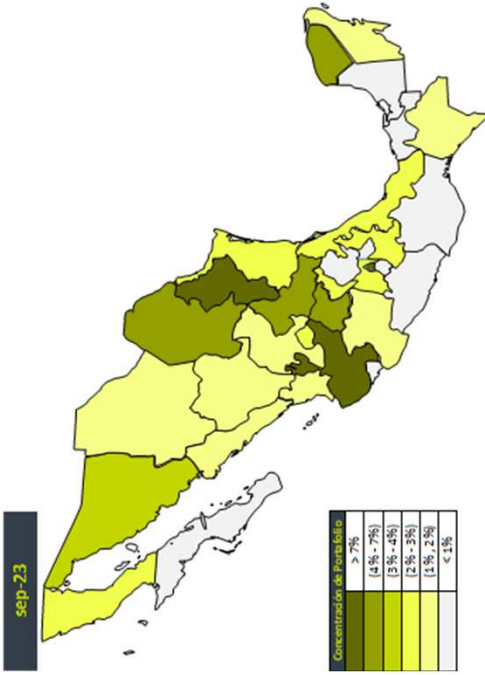 sep-23
Concentración de Portafolio
> 7%
(4% - 7%)
(3% - 4%)
(2% - 3%)
(1% , 2%)
< 1%